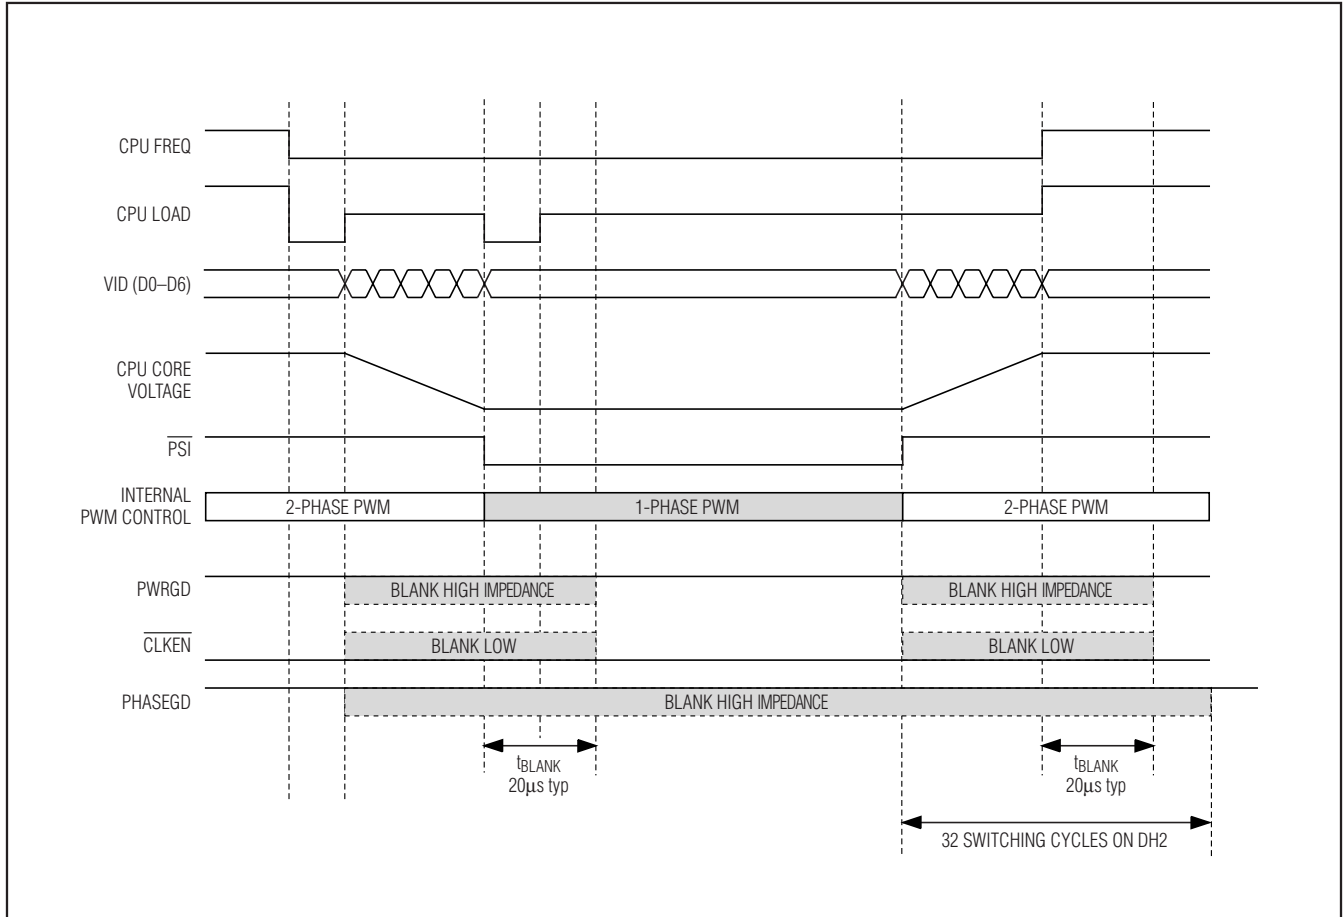 CPU FREQ
CPU LOAD
VID (D0–D6)
CPU CORE
VOLTAGE
PSI
INTERNAL
PWM CONTROL
2-PHASE PWM
1-PHASE PWM
2-PHASE PWM
PWRGD
BLANK HIGH IMPEDANCE
BLANK HIGH IMPEDANCE
CLKEN
BLANK LOW
BLANK LOW
PHASEGD
BLANK HIGH IMPEDANCE
tBLANK
20μs typ
tBLANK
20μs typ
32 SWITCHING CYCLES ON DH2